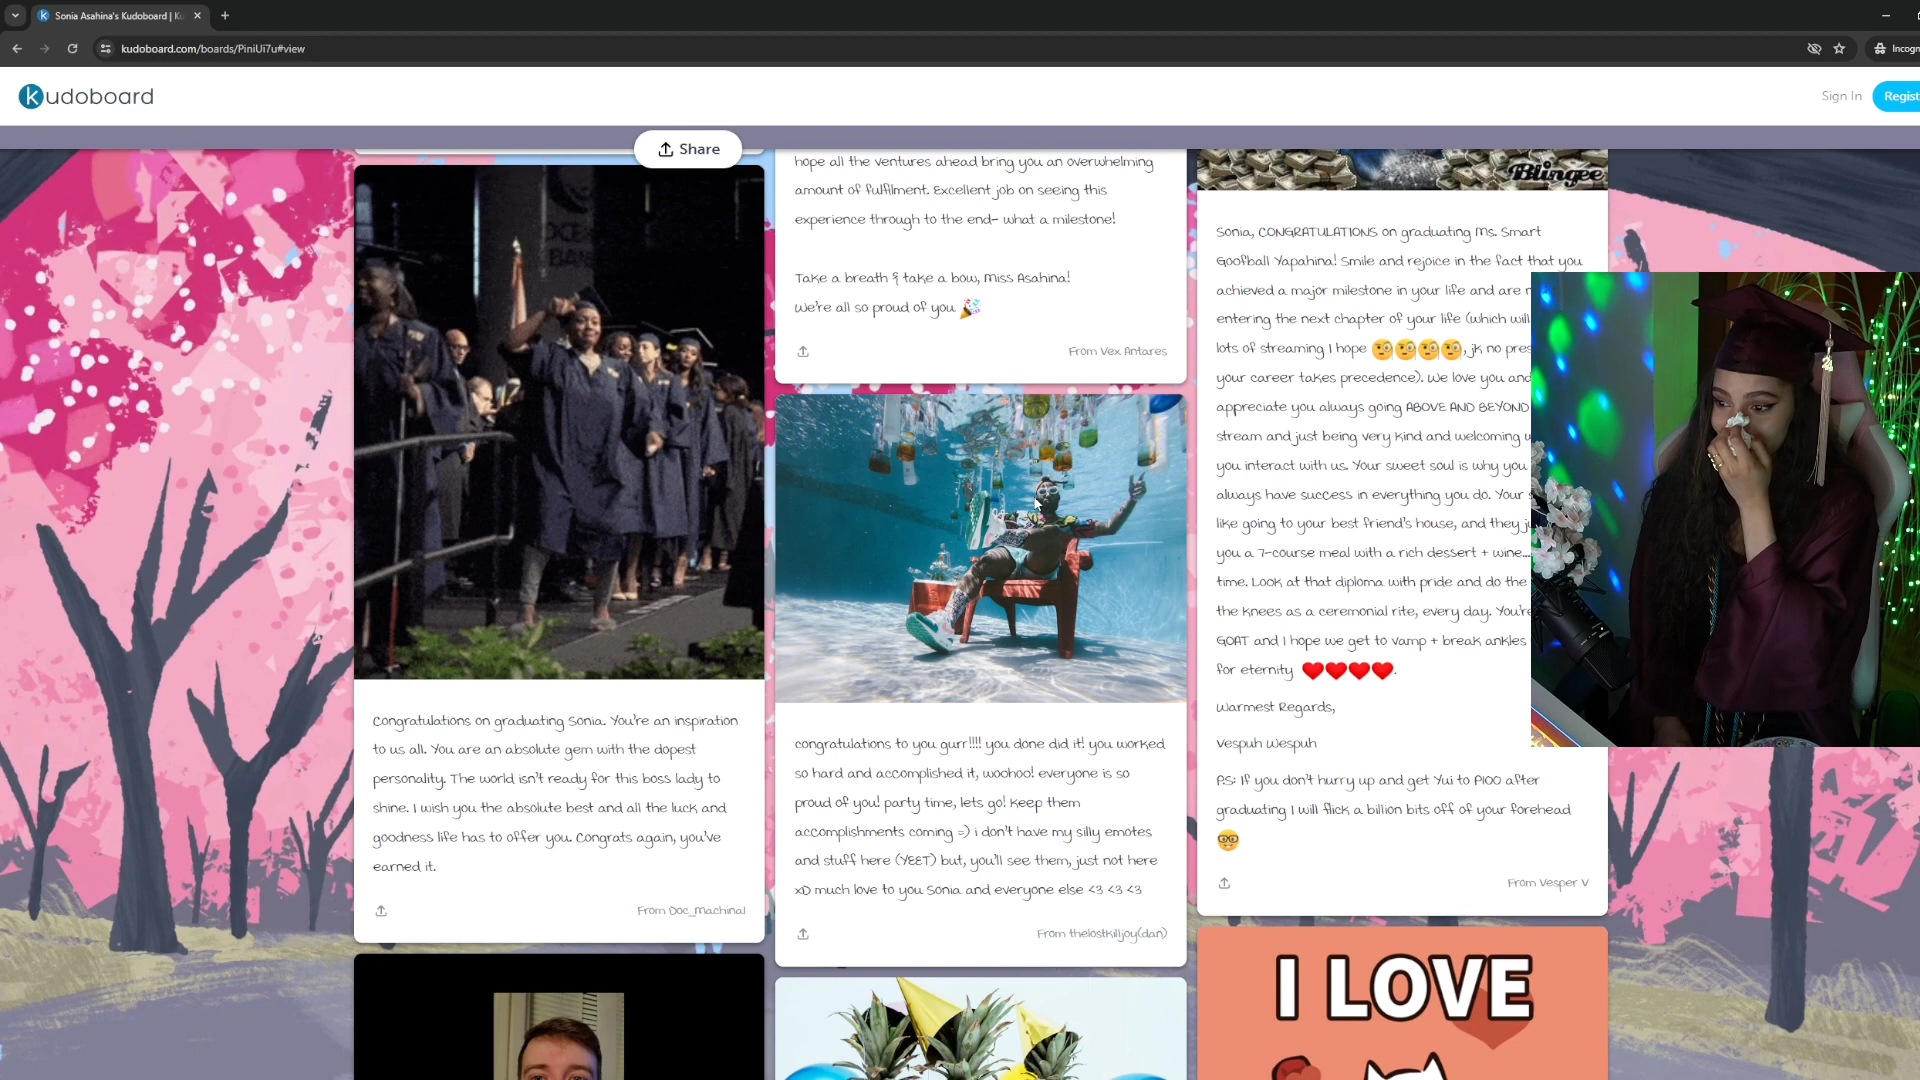 Sonia Asahina's Kudoboard | Ku
kudoboard.com/boards/PiniUi7u#view
Incogn
kudoboard
Sign In
Regist
Share
Congratulations on graduating Sonia. You're an inspiration
to us all. You are an absolute gem with the dopest
personality. The world isn't ready for this boss lady to
shine. I wish you the absolute best and all the luck and
goodness life has to offer you. Congrats again, you've
earned it.
From Doc_Machinal
hope all the ventures ahead bring you an overwhelming
amount of fulfilment. Excellent job on seeing this
experience through to the end- what a milestone!
Take a breath & take a bow, Miss Asahina!
We're all so proud of you 🎉
From Vex Antares
congratulations to you gurr!!!! you done did it! you worked
so hard and accomplished it, woohoo! everyone is so
proud of you! party time, lets go! keep them
accomplishments coming =) i don't have my silly emotes
and stuff here (YEET) but, you'll see them, just not here
xD much love to you Sonia and everyone else <3 <3 <3
From thelostkilljoy(dan)
Blingee
Sonia, CONGRATULATIONS on graduating Ms. Smart
Goofball Yapahina! Smile and rejoice in the fact that you
achieved a major milestone in your life and are
entering the next chapter of your life (which will
lots of streaming I hope 🧐🧐🧐🧐, jk no pres
your career takes precedence). We love you and
appreciate you always going ABOVE AND BEYOND
stream and just being very kind and welcoming
you interact with us. Your sweet soul is why you
always have success in everything you do. Your
like going to your best friend's house, and they
you a 7-course meal with a rich dessert + wine...
time. Look at that diploma with pride and do the
the knees as a ceremonial rite, every day. You're
GOAT and I hope we get to vamp + break ankles
for eternity ❤❤❤❤.
Warmest Regards,
Vespuh Wespuh
P.S: If you don't hurry up and get Yui to P100 after
graduating I will flick a billion bits off of your forehead
🤓
From Vesper V
I LOVE